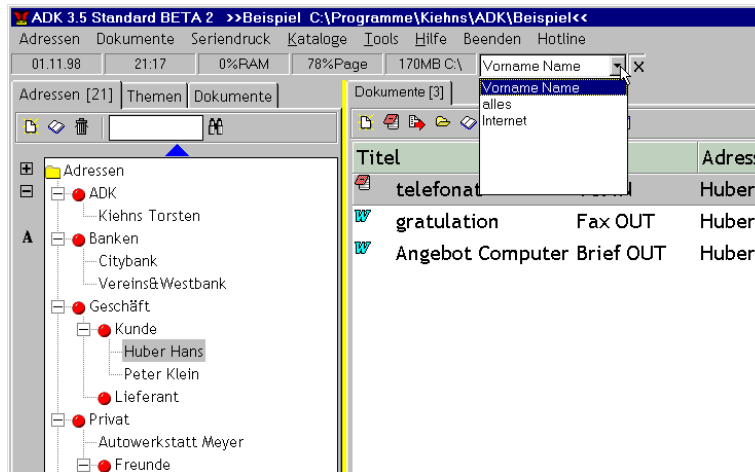 ADK 3.5 Standard BETA 2 >>Beispiel C:\Programme\Kiehns\ADK\Beispiel<<
Adressen Dokumente Seriendruck Kataloge Tools Hilfe Beenden Hotline
01.11.98 21:17 0%RAM 78%Page 170MB C:\ Vorname Name
Vorname Name
alles
Internet
Adressen [21] Themen Dokumente
Dokumente [3]
Titel Adres
telefonat Huber
gratulation Fax OUT Huber
Angebot Computer Brief OUT Huber
A
Adressen
ADK
Kiehns Torsten
Banken
Citybank
Vereins&Westbank
Geschäft
Kunde
Huber Hans
Peter Klein
Lieferant
Privat
Autowerkstatt Meyer
Freunde